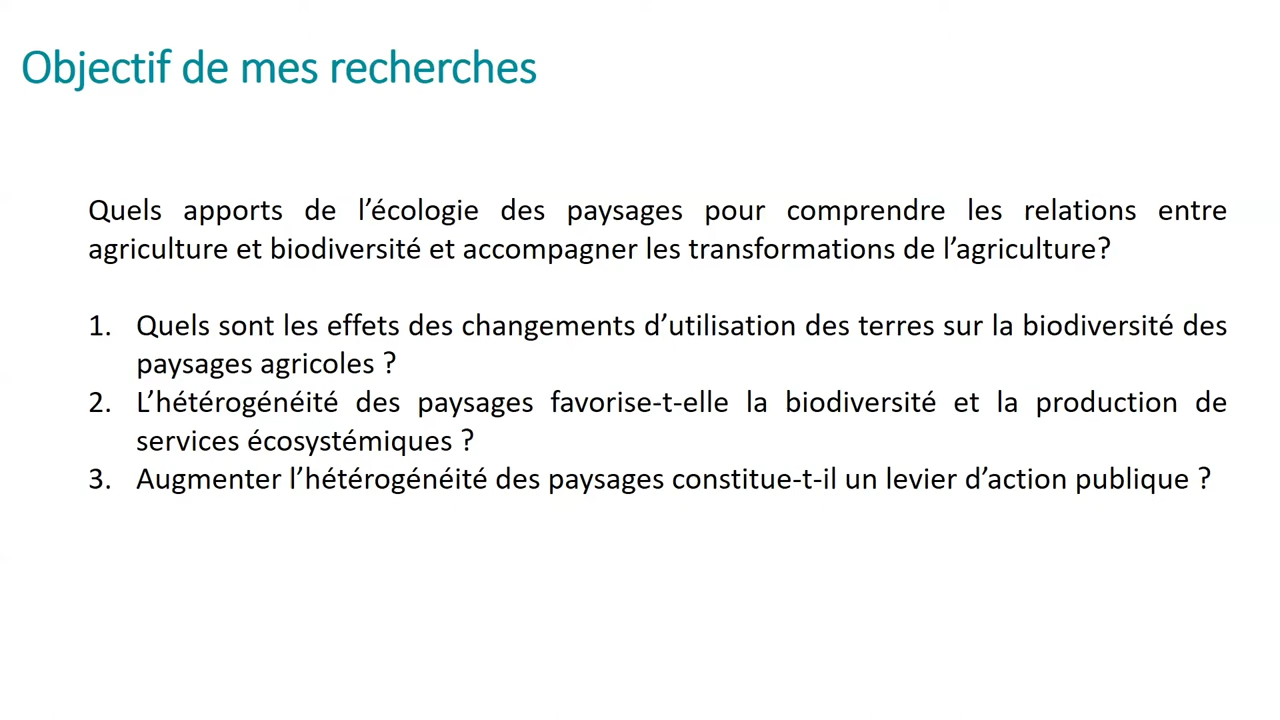 Objectif de mes recherches
Quels apports de l’écologie des paysages pour comprendre les relations entre
agriculture et biodiversité et accompagner les transformations de l’agriculture?
1. Quels sont les effets des changements d’utilisation des terres sur la biodiversité des
paysages agricoles ?
2. L’hétérogénéité des paysages favorise-t-elle la biodiversité et la production de
services écosystémiques ?
3. Augmenter l’hétérogénéité des paysages constitue-t-il un levier d’action publique ?